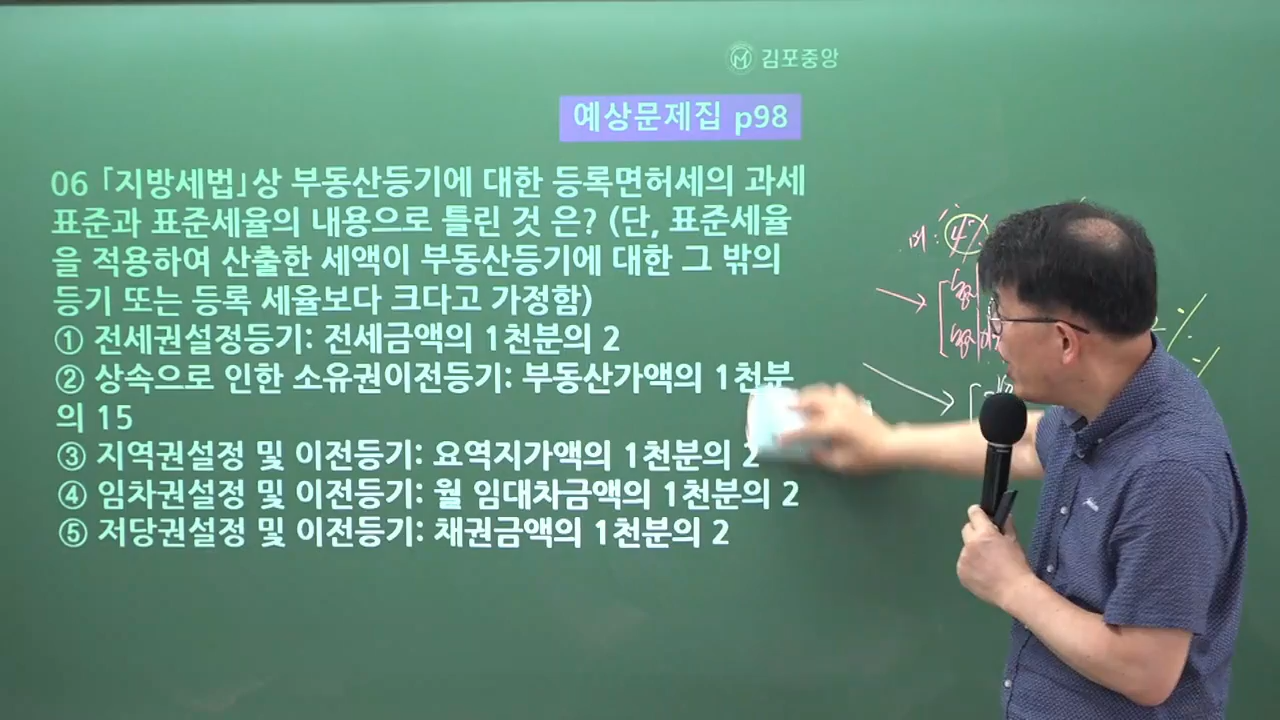 김포중앙
예상문제집 p98
06 「지방세법」상 부동산등기에 대한 등록면허세의 과세
표준과 표준세율의 내용으로 틀린 것 은? (단, 표준세율
을 적용하여 산출한 세액이 부동산등기에 대한 그 밖의
등기 또는 등록 세율보다 크다고 가정함)
① 전세권설정등기: 전세금액의 1천분의 2
② 상속으로 인한 소유권이전등기: 부동산가액의 1천분
의 15
③ 지역권설정 및 이전등기: 요역지가액의 1천분의 2
④ 임차권설정 및 이전등기: 월 임대차금액의 1천분의 2
⑤ 저당권설정 및 이전등기: 채권금액의 1천분의 2